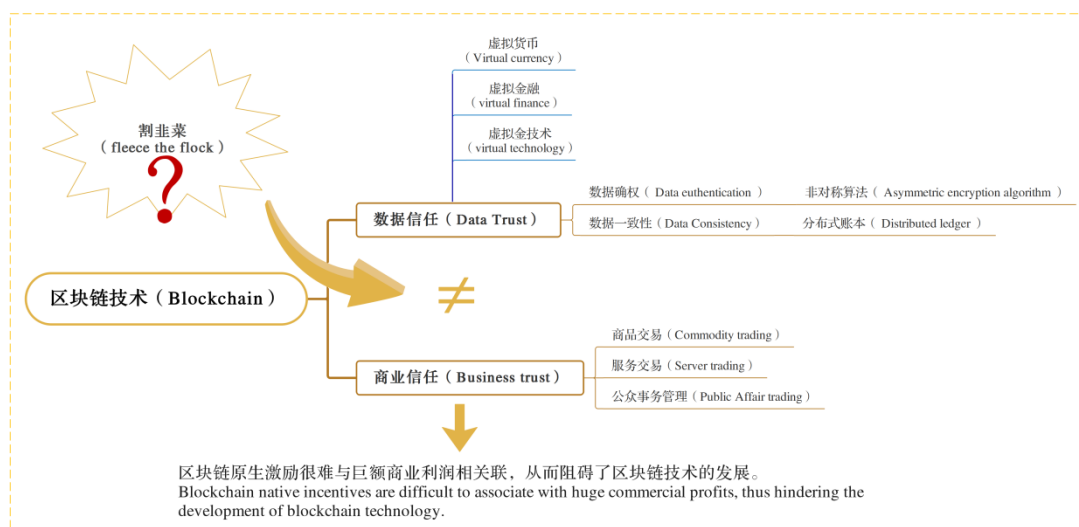 虚拟货币
（Virtual currency）
虚拟金融
（virtual finance）
虚拟金技术
（virtual technology）
割韭菜
（fleece the flock）
?
数据信任（Data Trust）
数据确权（Data euthentication） 非对称算法（Asymmetric encryption algorithm）
数据一致性（Data Consistency） 分布式账本（Distributed ledger）
区块链技术（Blockchain）
≠
商业信任（Business trust）
商品交易（Commodity trading）
服务交易（Server trading）
公众事务管理（Public Affair trading）
区块链原生激励很难与巨额商业利润相关联，从而阻碍了区块链技术的发展。
Blockchain native incentives are difficult to associate with huge commercial profits, thus hindering the
development of blockchain technology.